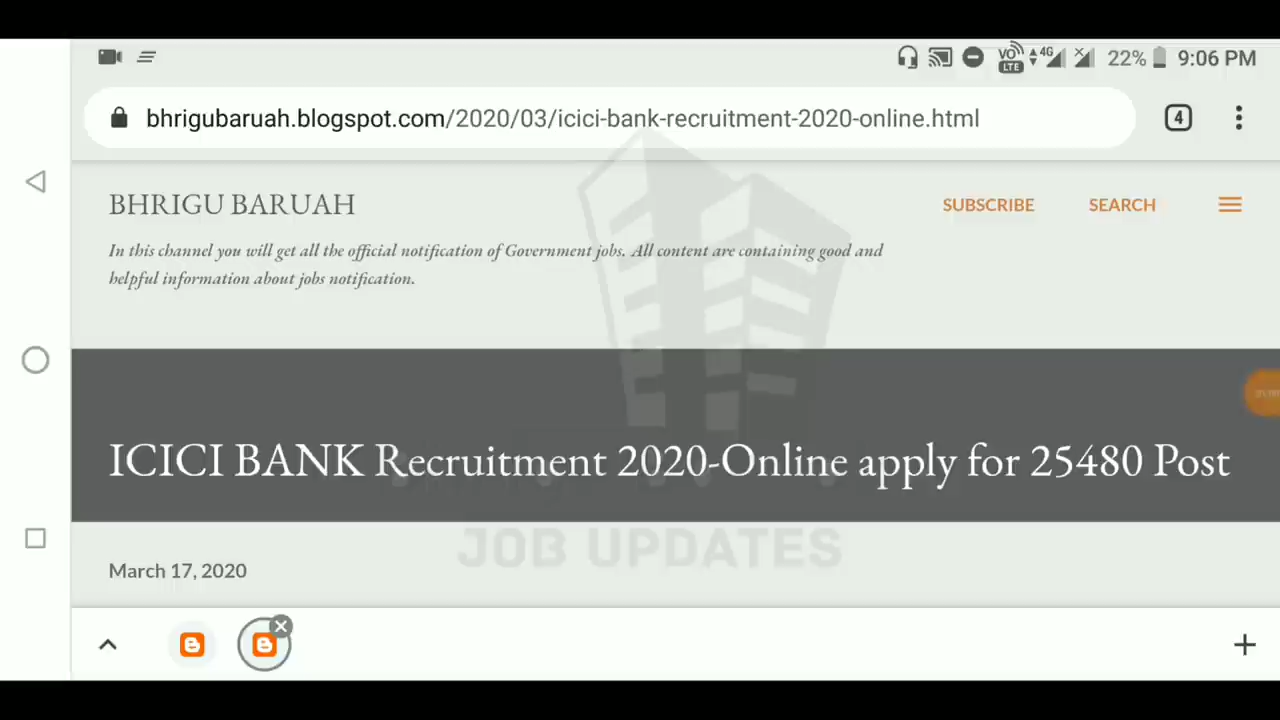 VO LTE 4G 22% 9:06 PM
bhrigubaruah.blogspot.com/2020/03/icici-bank-recruitment-2020-online.html
4
BHRIGU BARUAH
SUBSCRIBE
SEARCH
In this channel you will get all the official notification of Government jobs. All content are containing good and
helpful information about jobs notification.
ICICI BANK Recruitment 2020-Online apply for 25480 Post
JOB UPDATES
March 17, 2020